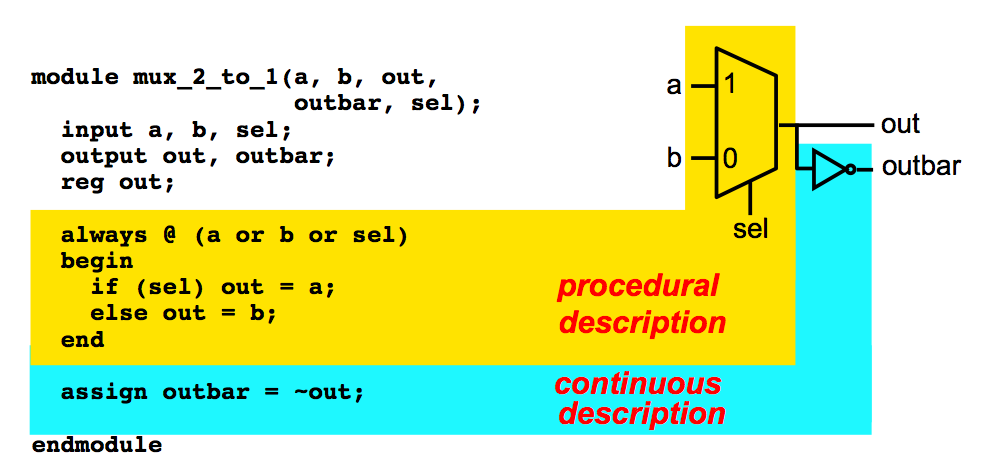 module mux_2_to_1(a, b, out,
outbar, sel);
input a, b, sel;
output out, outbar;
reg out;
always @ (a or b or sel)
begin
if (sel) out = a;
else out = b;
end
assign outbar = ~out;
endmodule
procedural
description
continuous
description
a
1
b
0
sel
out
outbar